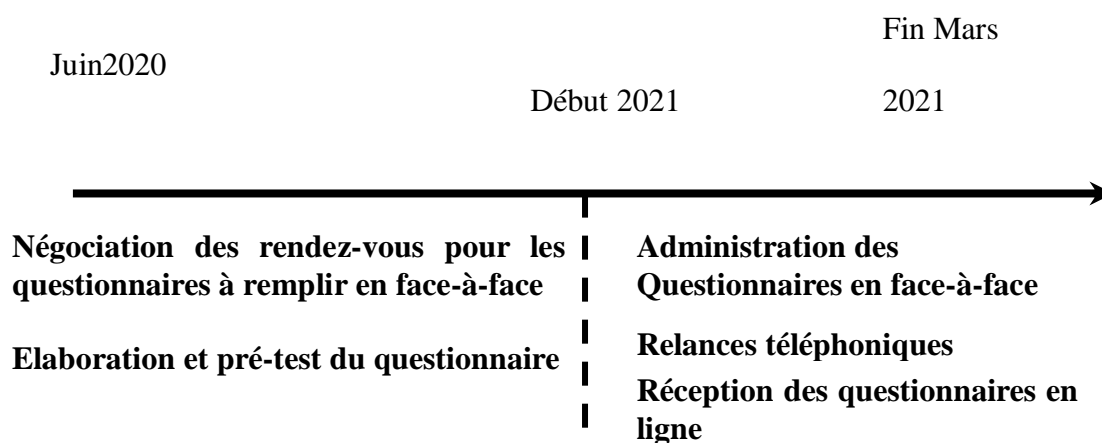 Juin2020
Début 2021
Fin Mars
2021
Négociation des rendez-vous pour les
questionnaires à remplir en face-à-face
Elaboration et pré-test du questionnaire
Administration des
Questionnaires en face-à-face
Relances téléphoniques
Réception des questionnaires en
ligne